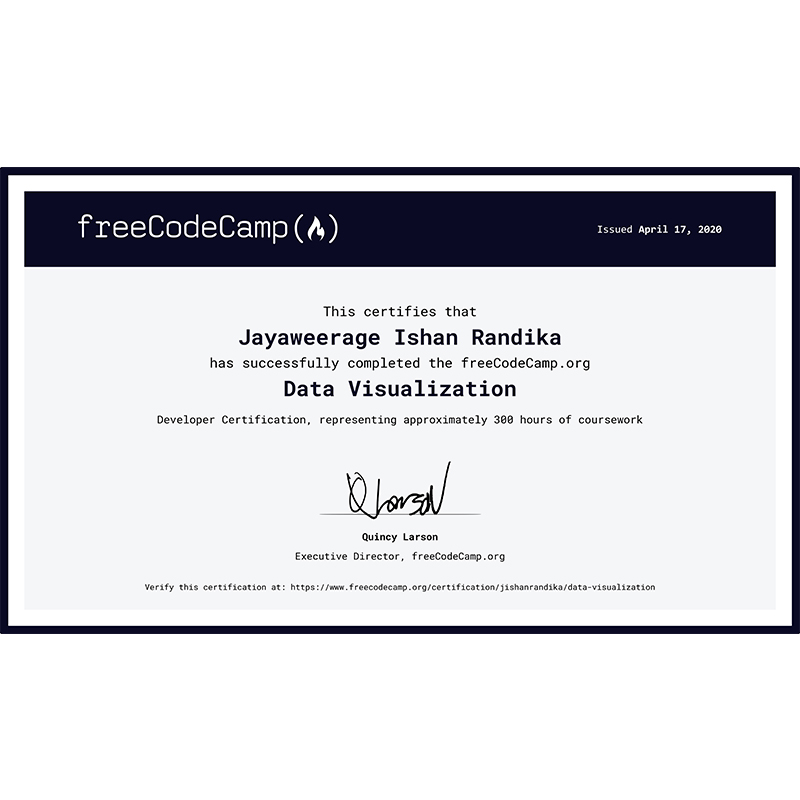 freeCodeCamp(🔥)
Issued April 17, 2020
This certifies that
Jayaweerage Ishan Randika
has successfully completed the freeCodeCamp.org
Data Visualization
Developer Certification, representing approximately 300 hours of coursework
Q Larson
Quincy Larson
Executive Director, freeCodeCamp.org
Verify this certification at: https://www.freecodecamp.org/certification/jishanrandika/data-visualization